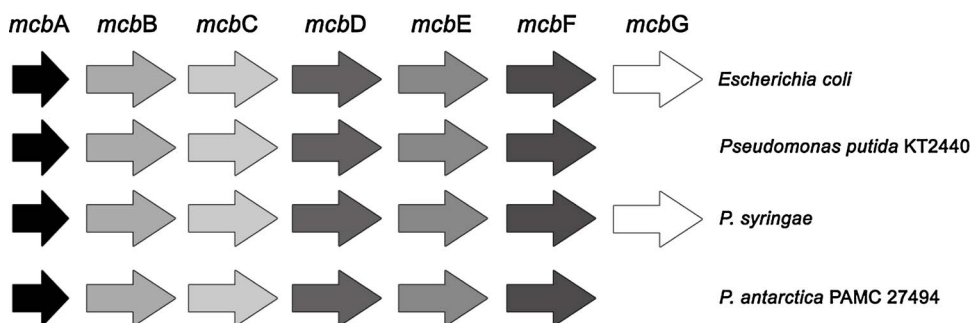 mcbA mcbB mcbC mcbD mcbE mcbF mcbG
Escherichia coli
Pseudomonas putida KT2440
P. syringae
P. antarctica PAMC 27494